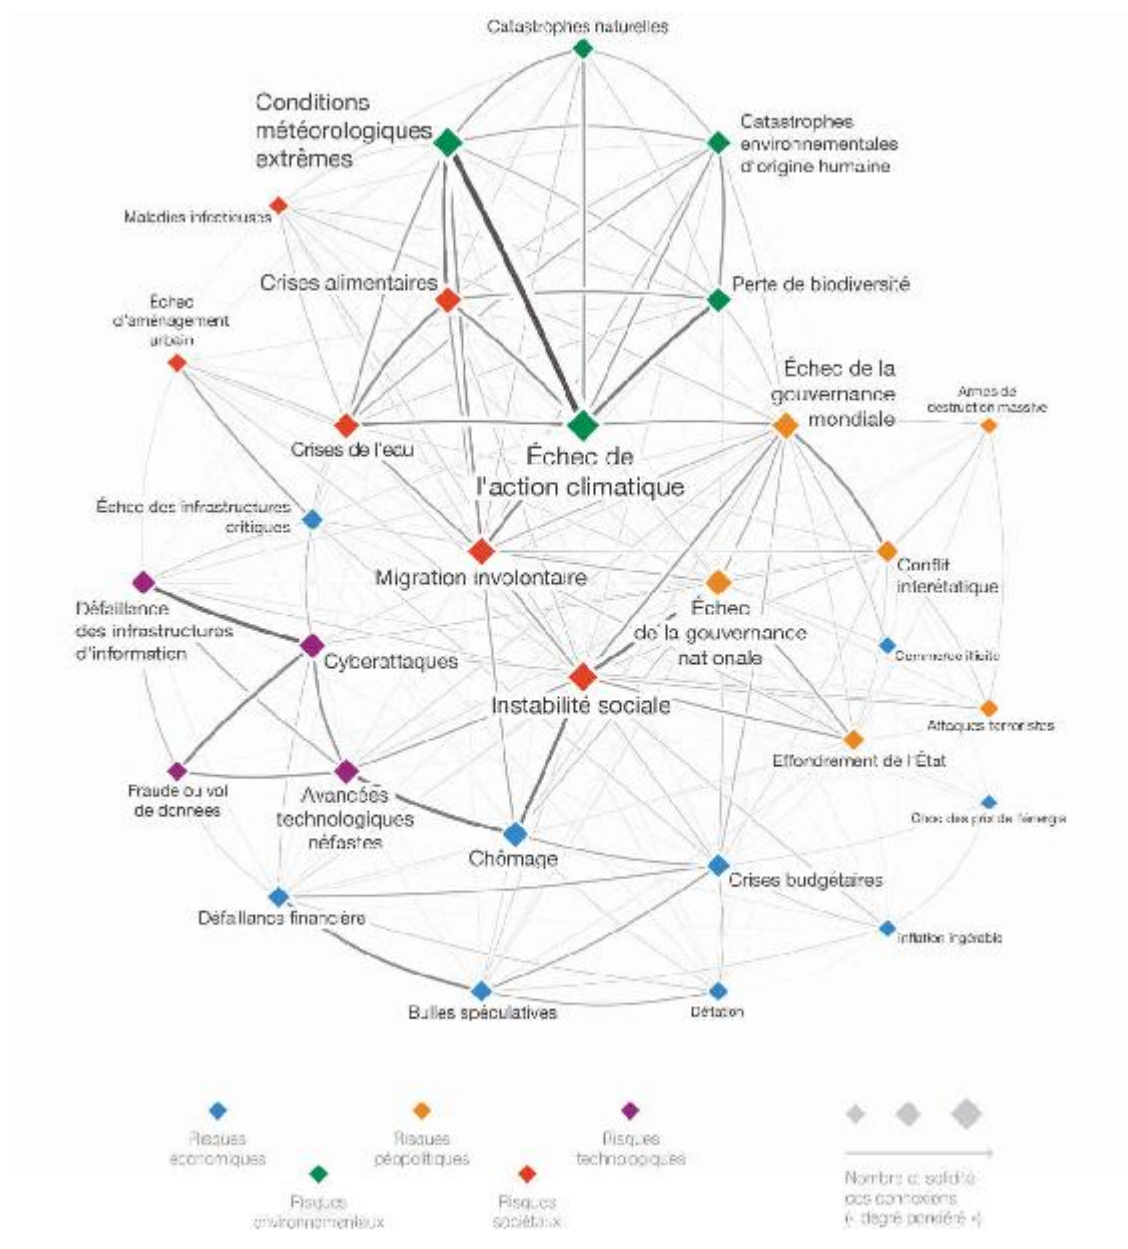 Catastrophes naturelles
Conditions
météorologiques
extrêmes
Catastrophes
environnementales
d'origine humaine
Maladies infectieuses
Crises alimentaires
Perte de biodiversité
Échec
d'aménagement
urbain
Échec de la
gouvernance
mondiale
Armes de
destruction massive
Crises de l'eau
Échec de
l'action climatique
Échec des infrastructures
critiques
Migration involontaire
Conflit
interétatique
Défaillance
des infrastructures
d'information
Échec
de la gouvernance
nationale
Cyberattaques
Commerce illicite
Instabilité sociale
Attaques terroristes
Effondrement de l'État
Fraude ou vol
de données
Avancées
technologiques
néfastes
Choc des prix de l'énergie
Chômage
Crises budgétaires
Défaillance financière
Inflation ingérable
Bulles spéculatives
Déflation
Risques
économiques
Risques
géopolitiques
Risques
technologiques
Risques
environnementaux
Risques
sociétaux
Nombre et solidité
des connexions
(« degré pondéré »)